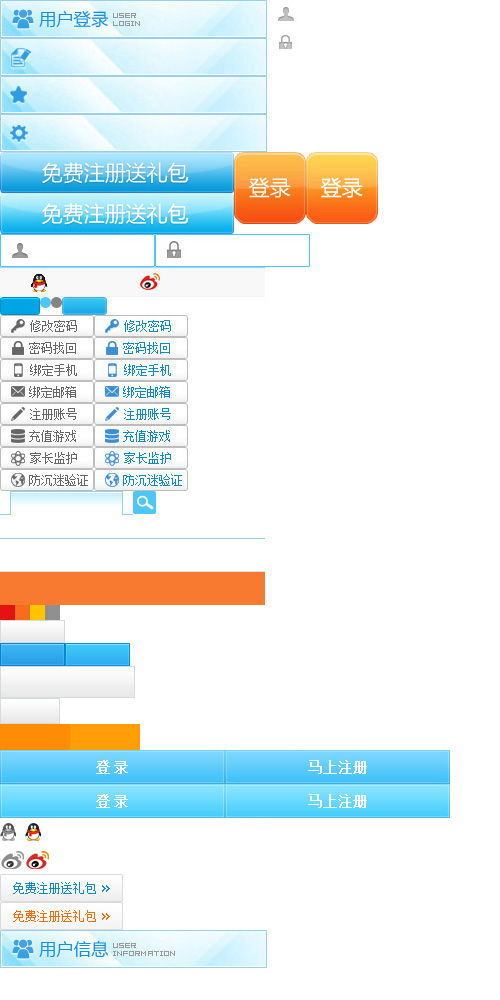 用户登录 USER LOGIN
免费注册送礼包
登录 登录
免费注册送礼包
修改密码 修改密码
密码找回 密码找回
绑定手机 绑定手机
绑定邮箱 绑定邮箱
注册账号 注册账号
充值游戏 充值游戏
家长监护 家长监护
防沉迷验证 防沉迷验证
登 录 马上注册
登 录 马上注册
免费注册送礼包 »
免费注册送礼包 »
用户信息 USER INFORMATION